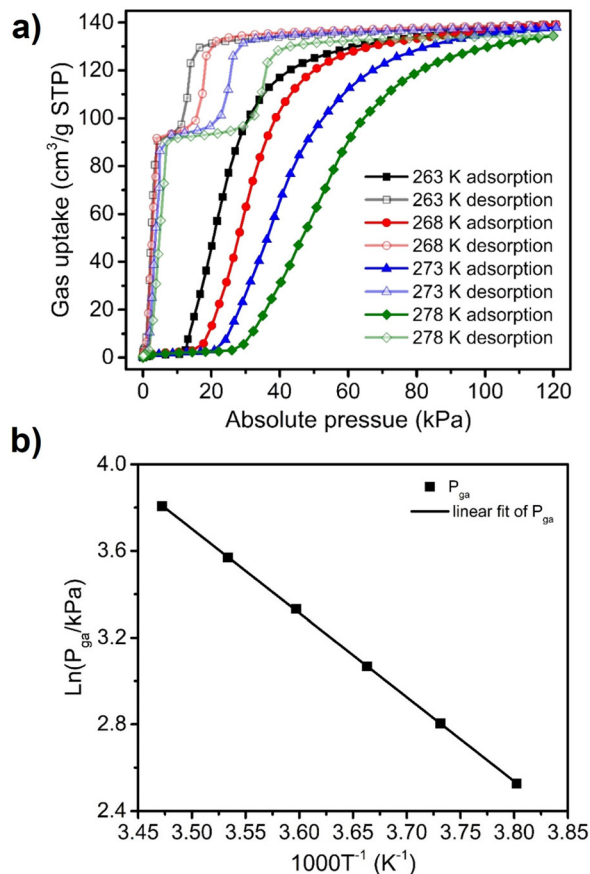 a)
Gas uptake (cm³/g STP)
140
120
100
80
60
40
20
0
263 K adsorption
263 K desorption
268 K adsorption
268 K desorption
273 K adsorption
273 K desorption
278 K adsorption
278 K desorption
0 20 40 60 80 100 120
Absolute pressue (kPa)
b)
Ln(P_ga/kPa)
4.0
3.6
3.2
2.8
2.4
P_ga
linear fit of P_ga
3.45 3.50 3.55 3.60 3.65 3.70 3.75 3.80 3.85
1000T⁻¹ (K⁻¹)